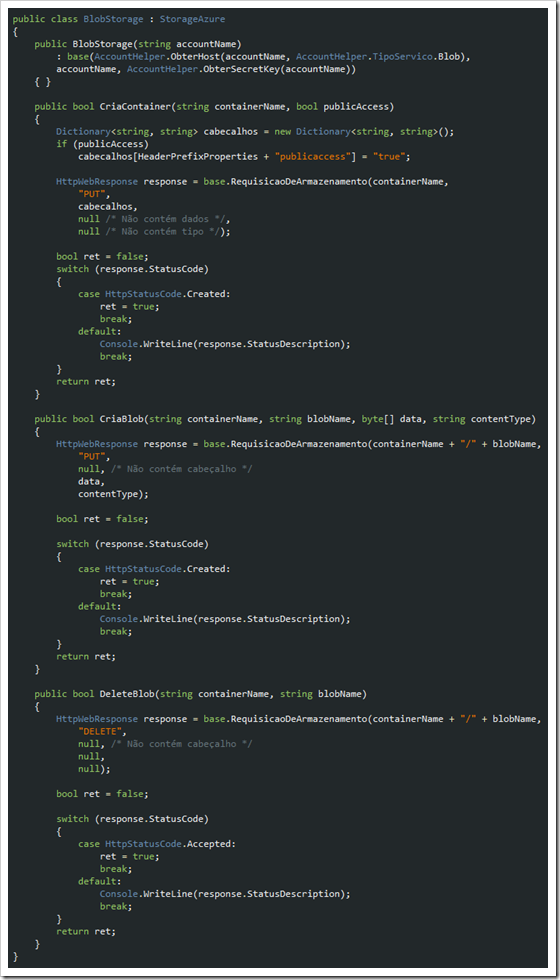 public class BlobStorage : StorageAzure
{
    public BlobStorage(string accountName)
        : base(AccountHelper.ObterHost(accountName, AccountHelper.TipoServico.Blob),
        accountName, AccountHelper.ObterSecretKey(accountName))
    { }

    public bool CriaContainer(string containerName, bool publicAccess)
    {
        Dictionary<string, string> cabecalhos = new Dictionary<string, string>();
        if (publicAccess)
            cabecalhos[HeaderPrefixProperties + "publicaccess"] = "true";

        HttpWebResponse response = base.RequisicaoDeArmazenamento(containerName,
            "PUT",
            cabecalhos,
            null /* Não contém dados */,
            null /* Não contém tipo */);

        bool ret = false;
        switch (response.StatusCode)
        {
            case HttpStatusCode.Created:
                ret = true;
                break;
            default:
                Console.WriteLine(response.StatusDescription);
                break;
        }
        return ret;
    }

    public bool CriaBlob(string containerName, string blobName, byte[] data, string contentType)
    {
        HttpWebResponse response = base.RequisicaoDeArmazenamento(containerName + "/" + blobName,
            "PUT",
            null, /* Não contém cabeçalho */
            data,
            contentType);

        bool ret = false;

        switch (response.StatusCode)
        {
            case HttpStatusCode.Created:
                ret = true;
                break;
            default:
                Console.WriteLine(response.StatusDescription);
                break;
        }
        return ret;
    }

    public bool DeleteBlob(string containerName, string blobName)
    {
        HttpWebResponse response = base.RequisicaoDeArmazenamento(containerName + "/" + blobName,
            "DELETE",
            null, /* Não contém cabeçalho */
            null,
            null);

        bool ret = false;

        switch (response.StatusCode)
        {
            case HttpStatusCode.Accepted:
                ret = true;
                break;
            default:
                Console.WriteLine(response.StatusDescription);
                break;
        }
        return ret;
    }
}